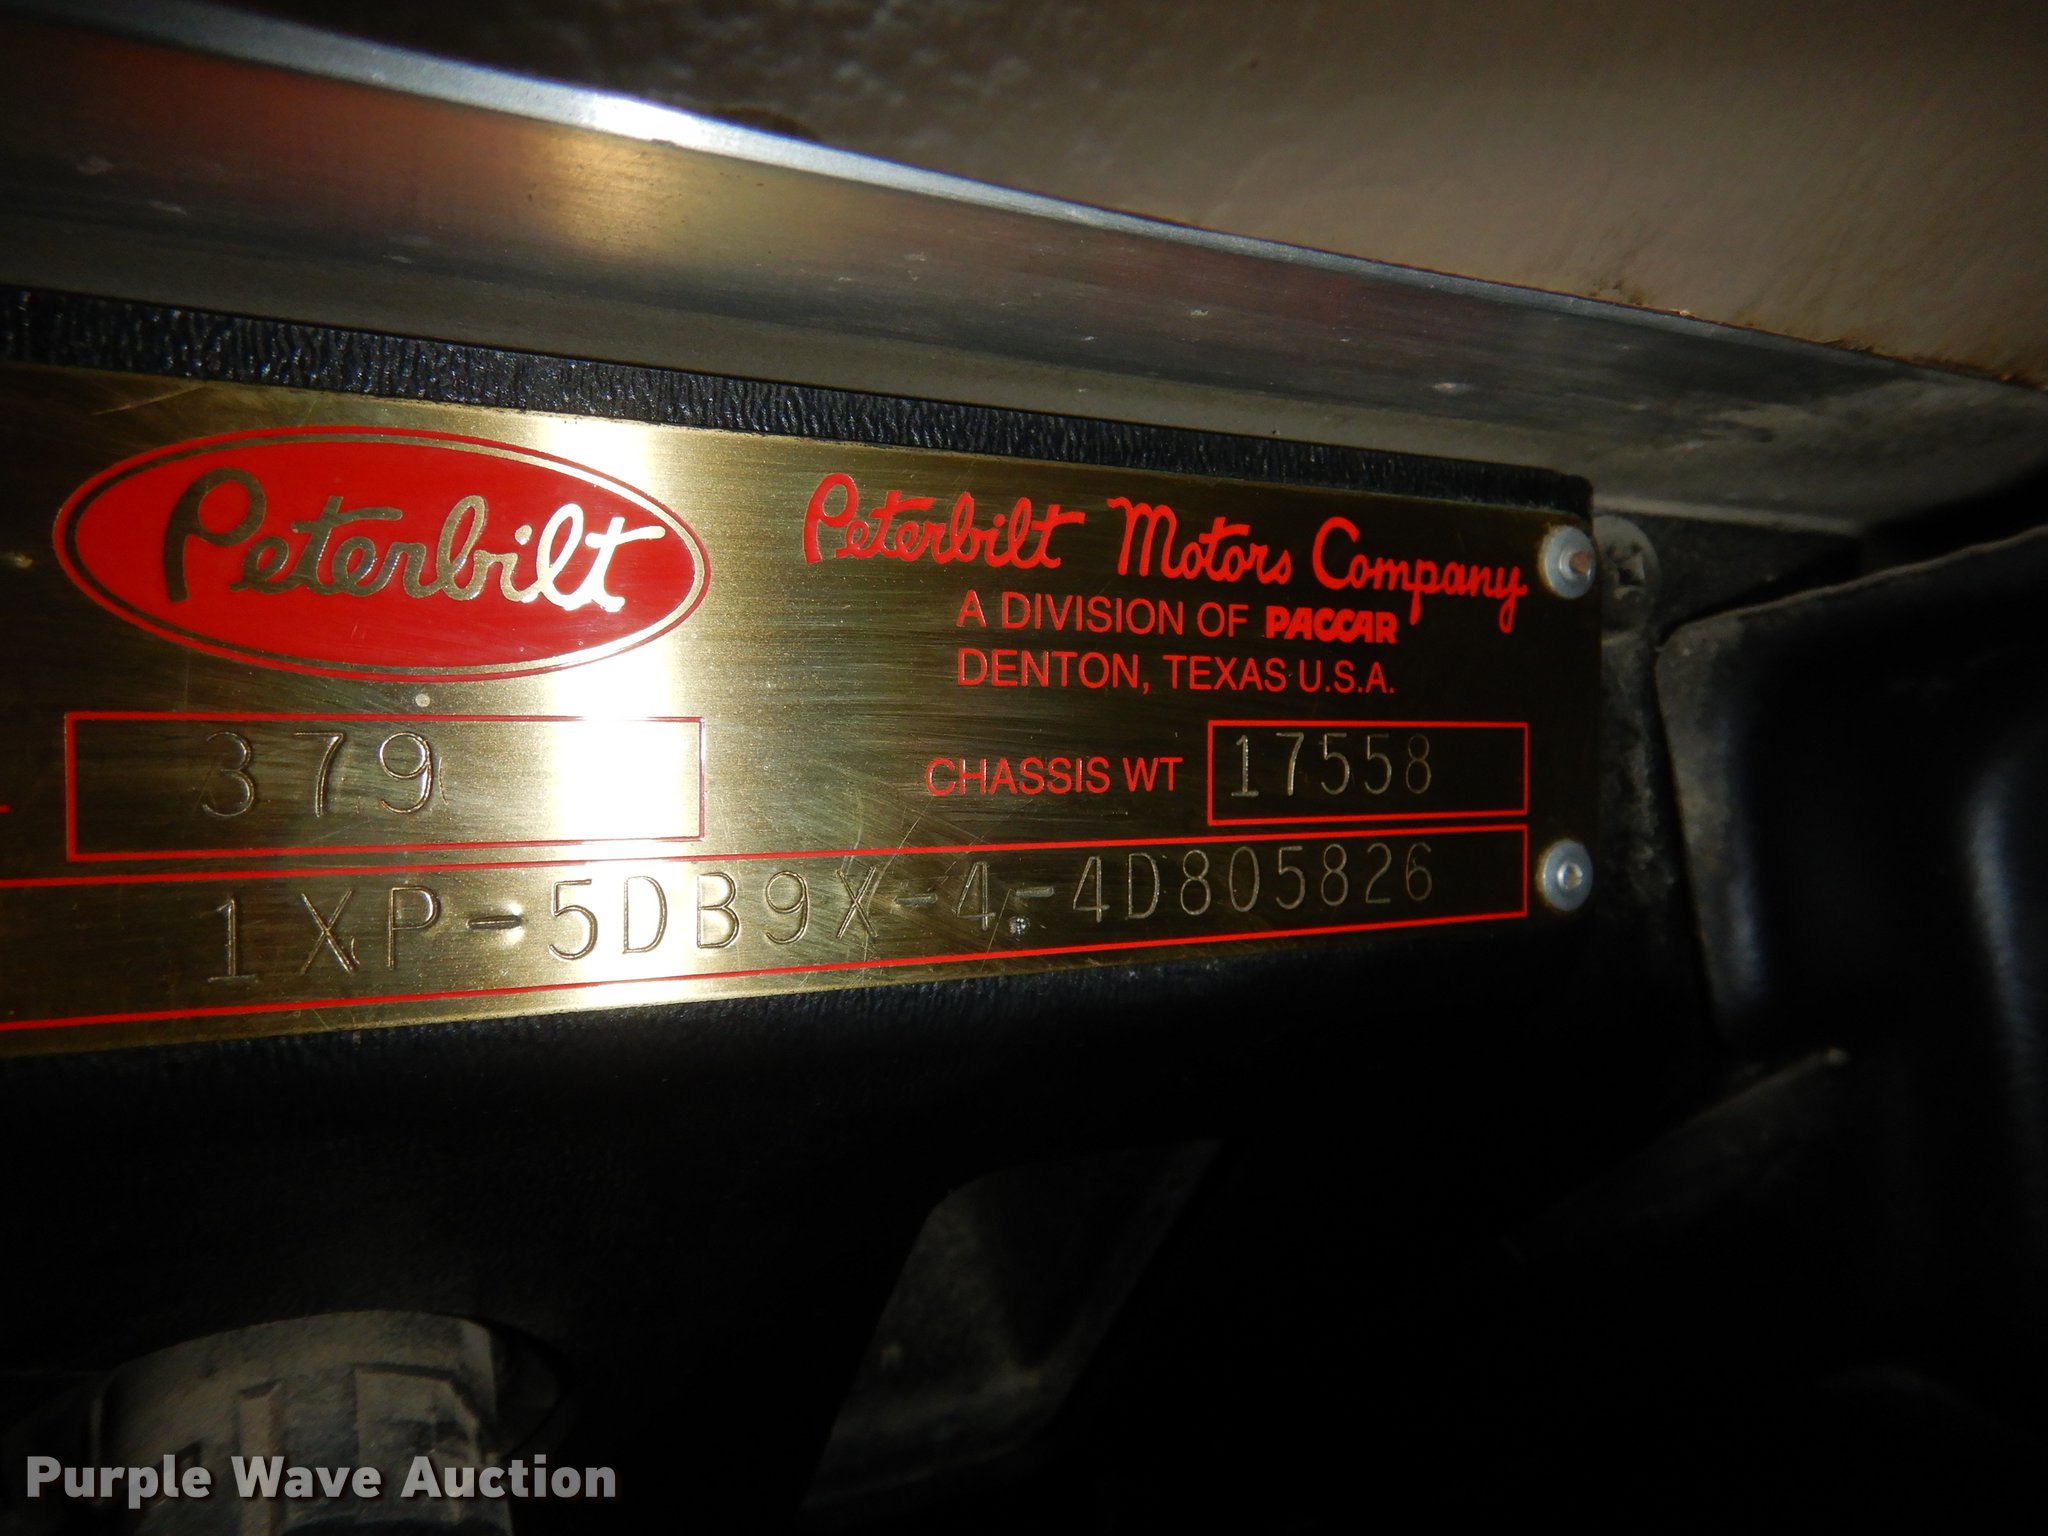 Peterbilt
Peterbilt Motors Company
A DIVISION OF PACCAR
DENTON, TEXAS U.S.A.
379
CHASSIS WT 17558
1XP-5DB9X-4-4D805826
Purple Wave Auction